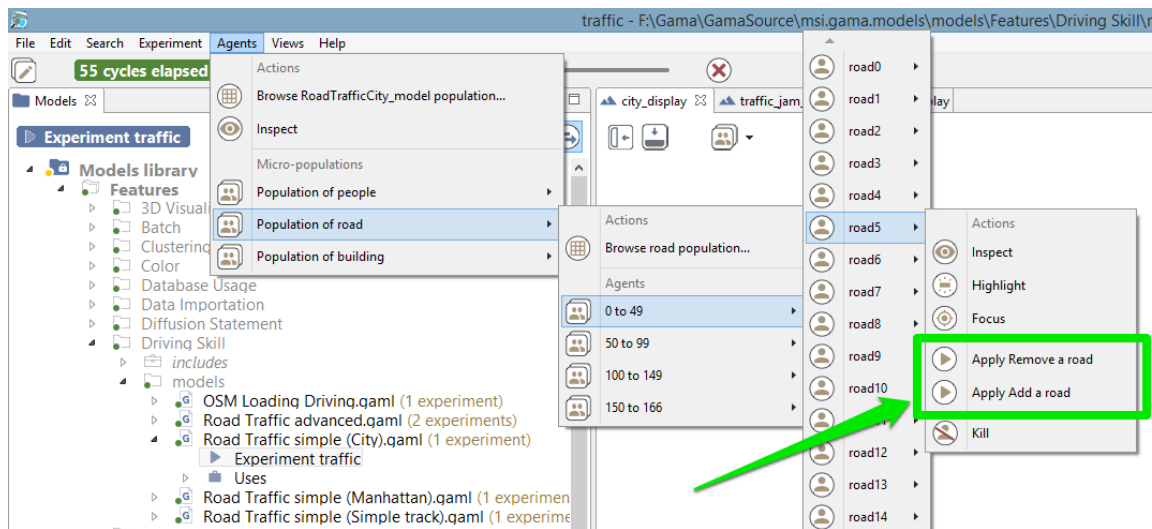 traffic - F:\Gama\GamaSource\msi.gama.models\models\Features\Driving Skill\
File Edit Search Experiment Agents Views Help
55 cycles elapsed
Models
Experiment traffic
Models library
Features
3D Visuali
Batch
Clustering
Color
Database Usage
Data Importation
Diffusion Statement
Driving Skill
includes
models
OSM Loading Driving.gaml (1 experiment)
Road Traffic advanced.gaml (2 experiments)
Road Traffic simple (City).gaml (1 experiment)
Experiment traffic
Uses
Road Traffic simple (Manhattan).gaml (1 experimen
Road Traffic simple (Simple track).gaml (1 experime
Actions
Browse RoadTrafficCity_model population...
Inspect
Micro-populations
Population of people
Population of road
Population of building
city_display traffic_jam_ lay
Actions
Browse road population...
Agents
0 to 49
50 to 99
100 to 149
150 to 166
road0
road1
road2
road3
road4
road5
road6
road7
road8
road9
road10
road12
road13
road14
Actions
Inspect
Highlight
Focus
Apply Remove a road
Apply Add a road
Kill